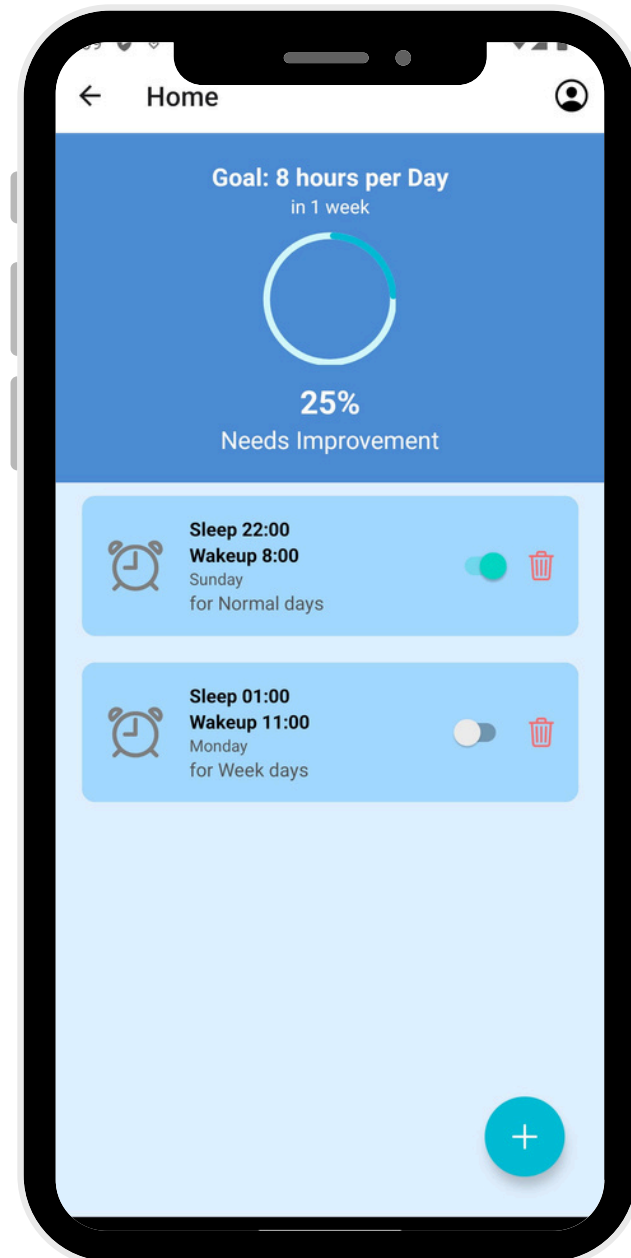 Home
Goal: 8 hours per Day
in 1 week
25%
Needs Improvement
Sleep 22:00
Wakeup 8:00
Sunday
for Normal days
Sleep 01:00
Wakeup 11:00
Monday
for Week days